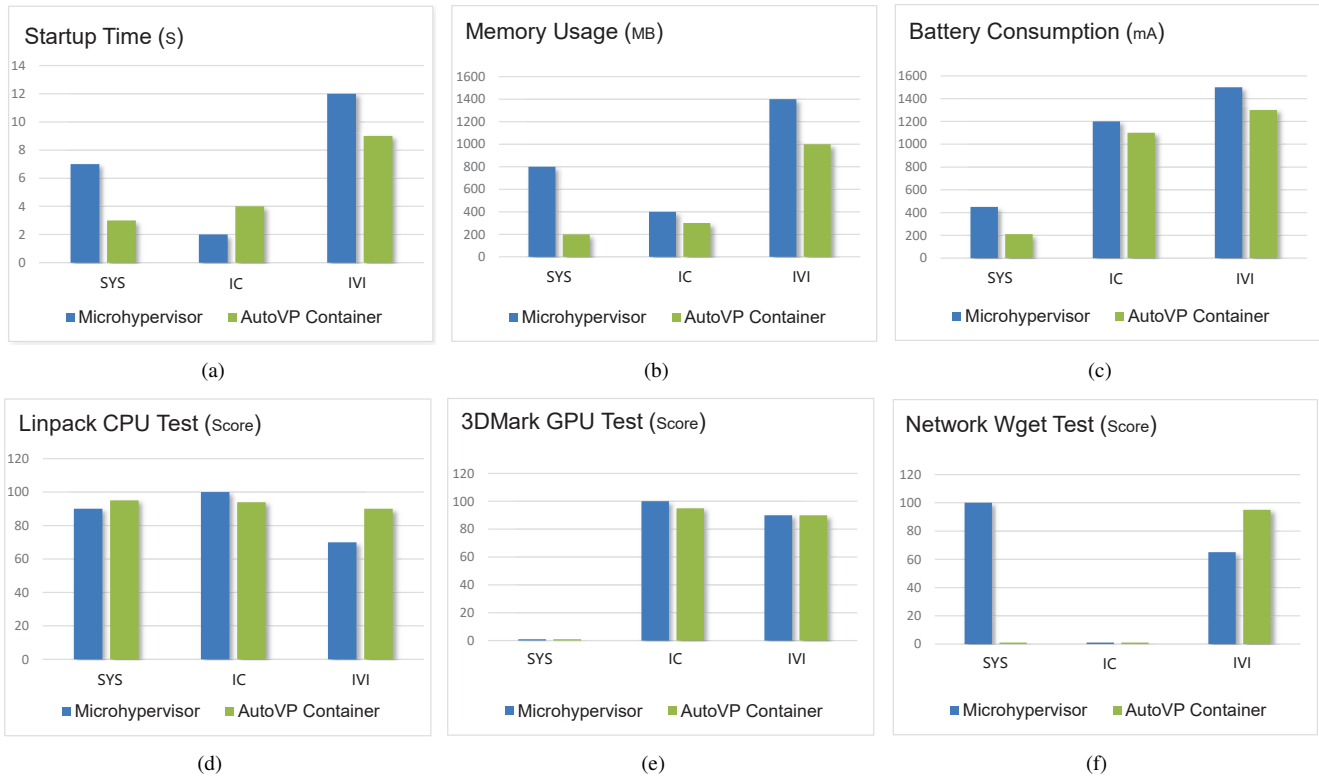 Startup Time (S)
14
12
10
8
6
4
2
0
SYS IC IVI
Microhypervisor AutoVP Container
(a)
Memory Usage (MB)
1600
1400
1200
1000
800
600
400
200
0
SYS IC IVI
Microhypervisor AutoVP Container
(b)
Battery Consumption (mA)
1600
1400
1200
1000
800
600
400
200
0
SYS IC IVI
Microhypervisor AutoVP Container
(c)
Linpack CPU Test (Score)
120
100
80
60
40
20
0
SYS IC IVI
Microhypervisor AutoVP Container
(d)
3DMark GPU Test (Score)
120
100
80
60
40
20
0
SYS IC IVI
Microhypervisor AutoVP Container
(e)
Network Wget Test (Score)
120
100
80
60
40
20
0
SYS IC IVI
Microhypervisor AutoVP Container
(f)